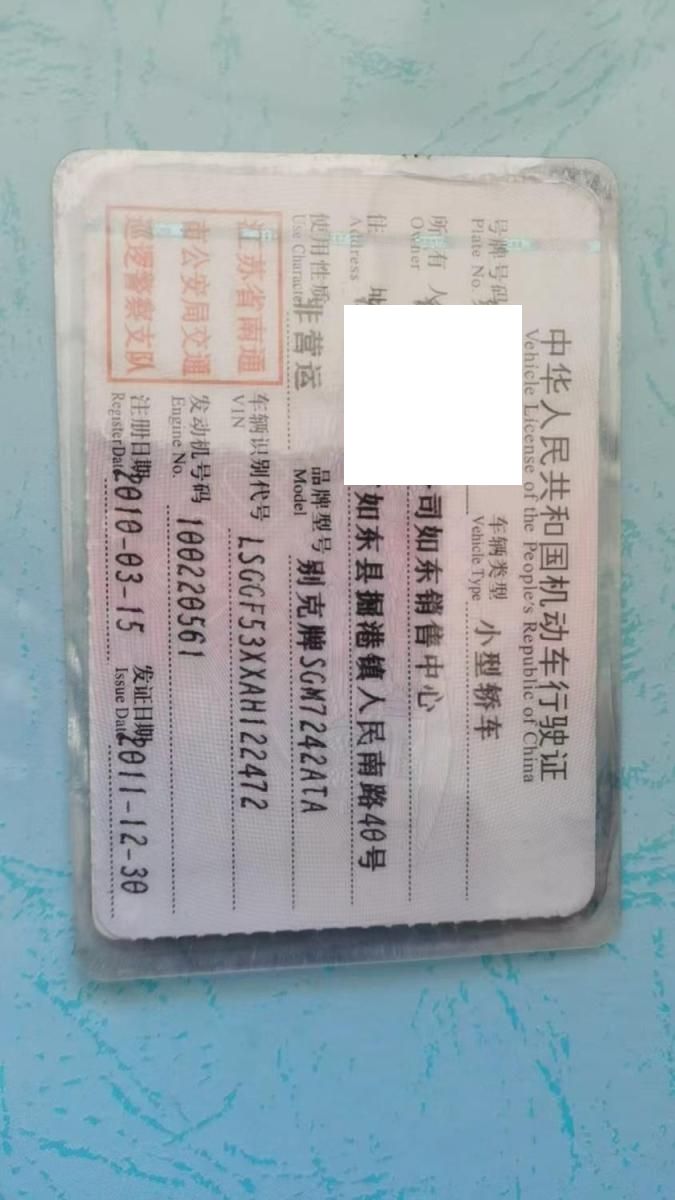 中华人民共和国机动车行驶证
Vehicle License of the People's Republic of China
号牌号码
Plate No.
车辆类型 小型轿车
Vehicle Type
所有人
Owner
司如东销售中心
住 地
Address
如东县掘港镇人民南路40号
使用性质 非营运
Use Character
品牌型号 别克牌SGM7242ATA
Model
江苏省南通
市公安局交通
巡逻警察支队
车辆识别代号 LSGGF53XXAH122472
VIN
发动机号码 100220561
Engine No.
注册日期 2010-03-15 发证日期 2011-12-30
Register Date Issue Date